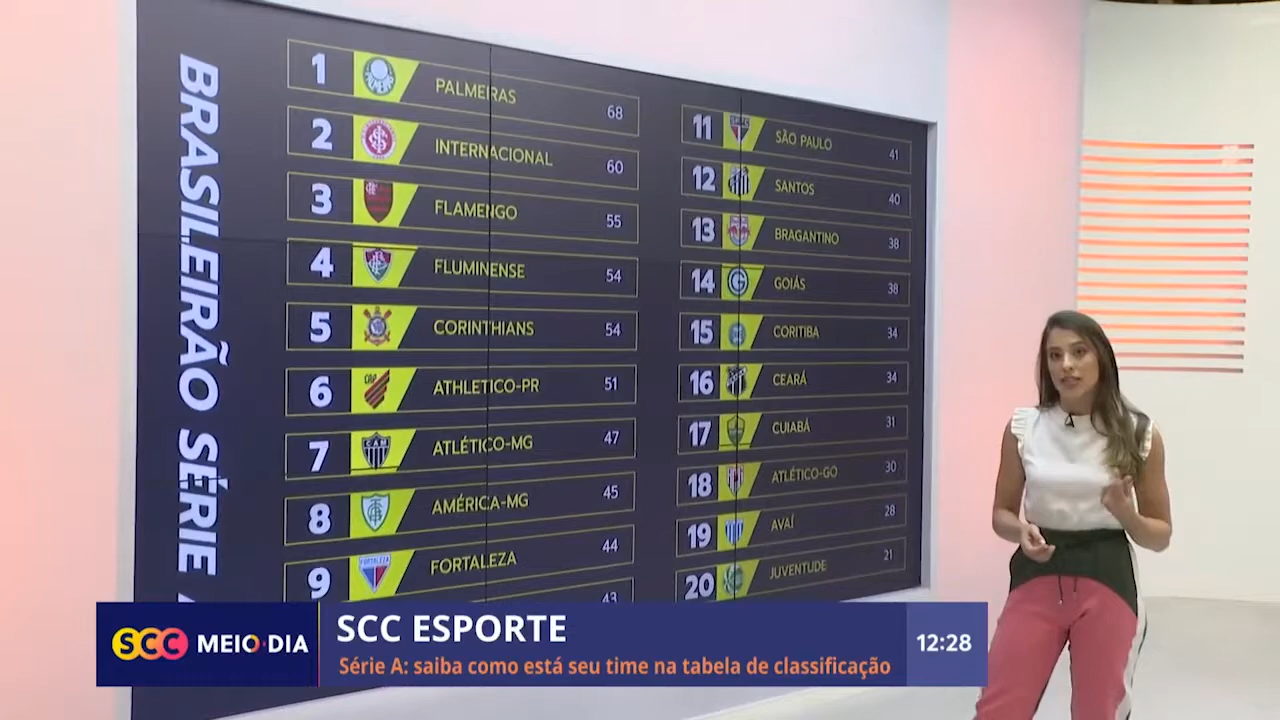 BRASILEIRÃO SÉRIE
1 PALMEIRAS 68
2 INTERNACIONAL 60
3 FLAMENGO 55
4 FLUMINENSE 54
5 CORINTHIANS 54
6 CAP ATHLETICO-PR 51
7 CAM ATLÉTICO-MG 47
8 AMÉRICA-MG 45
9 FORTALEZA FORTALEZA 44
43
11 SÃO PAULO 41
12 SANTOS 40
13 BRAGANTINO 38
14 GOIÁS 38
15 CORITIBA 34
16 CEARÁ 34
17 CUIABÁ 31
18 ATLÉTICO-GO 30
19 AVAÍ 28
20 JUVENTUDE 21
SCC MEIO·DIA
SCC ESPORTE
Série A: saiba como está seu time na tabela de classificação
12:28